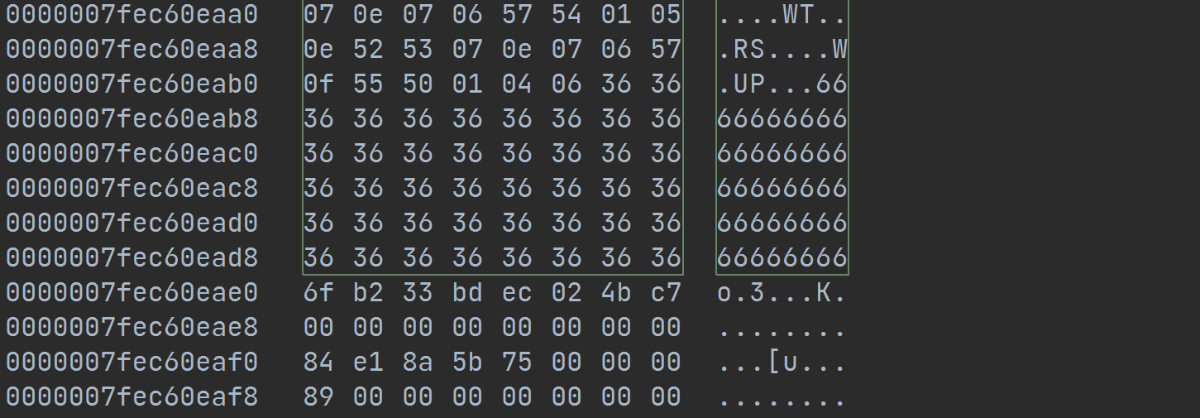 0000007fec60eaa0 07 0e 07 06 57 54 01 05 ....WT..
0000007fec60eaa8 0e 52 53 07 0e 07 06 57 .RS....W
0000007fec60eab0 0f 55 50 01 04 06 36 36 .UP...66
0000007fec60eab8 36 36 36 36 36 36 36 36 66666666
0000007fec60eac0 36 36 36 36 36 36 36 36 66666666
0000007fec60eac8 36 36 36 36 36 36 36 36 66666666
0000007fec60ead0 36 36 36 36 36 36 36 36 66666666
0000007fec60ead8 36 36 36 36 36 36 36 36 66666666
0000007fec60eae0 6f b2 33 bd ec 02 4b c7 o.3...K.
0000007fec60eae8 00 00 00 00 00 00 00 00 ........
0000007fec60eaf0 84 e1 8a 5b 75 00 00 00 ...[u...
0000007fec60eaf8 89 00 00 00 00 00 00 00 ........